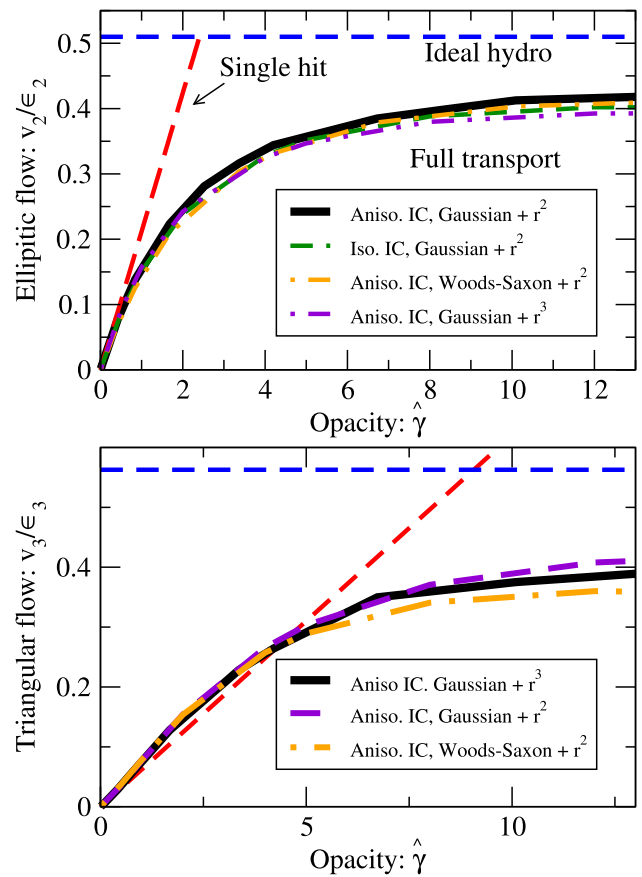 0.5
Ideal hydro
Single hit
0.4
Full transport
0.3
Aniso. IC, Gaussian + r²
0.2
Iso. IC, Gaussian + r²
Aniso. IC, Woods-Saxon + r²
0.1
Aniso. IC, Gaussian + r³
0
Elliptic flow: v₂/ϵ₂
0 2 4 6 8 10 12
Opacity: γ̂
0.4
0.2
Aniso IC. Gaussian + r³
Aniso. IC, Gaussian + r²
Aniso. IC, Woods-Saxon + r²
0
Triangular flow: v₃/ϵ₃
0 5 10
Opacity: γ̂